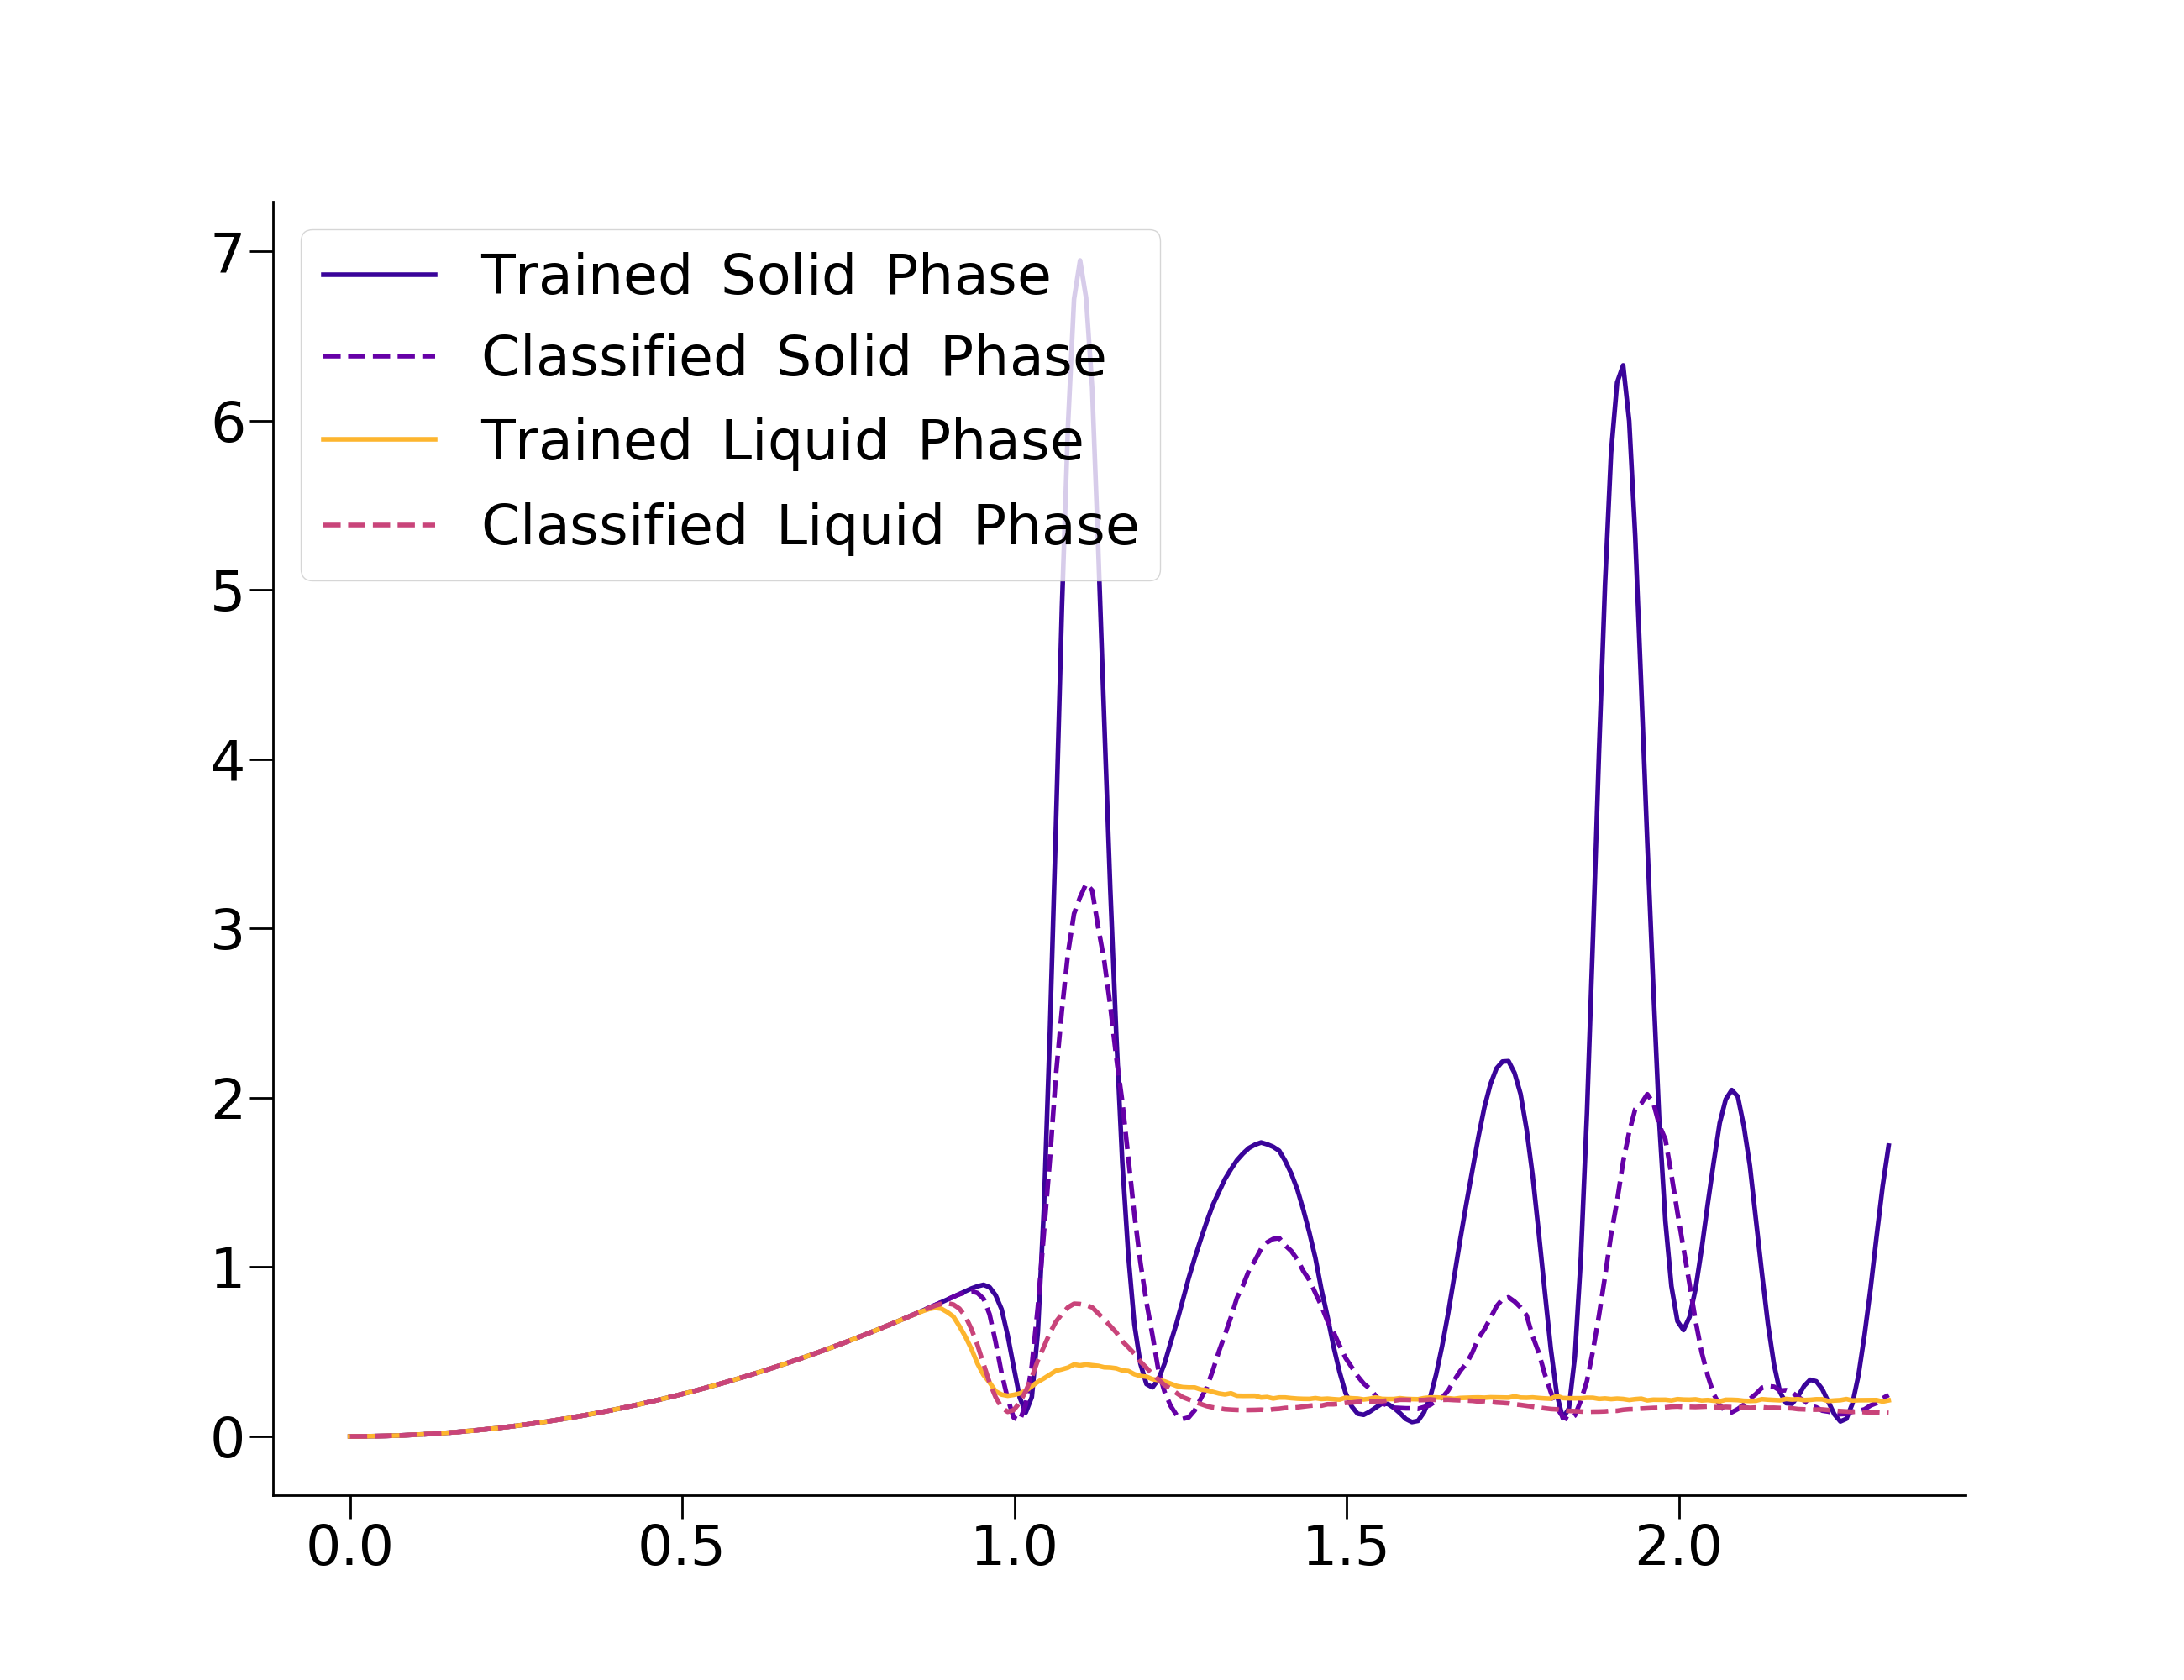 7
6
5
4
3
2
1
0
Trained Solid Phase
Classified Solid Phase
Trained Liquid Phase
Classified Liquid Phase
0.0 0.5 1.0 1.5 2.0